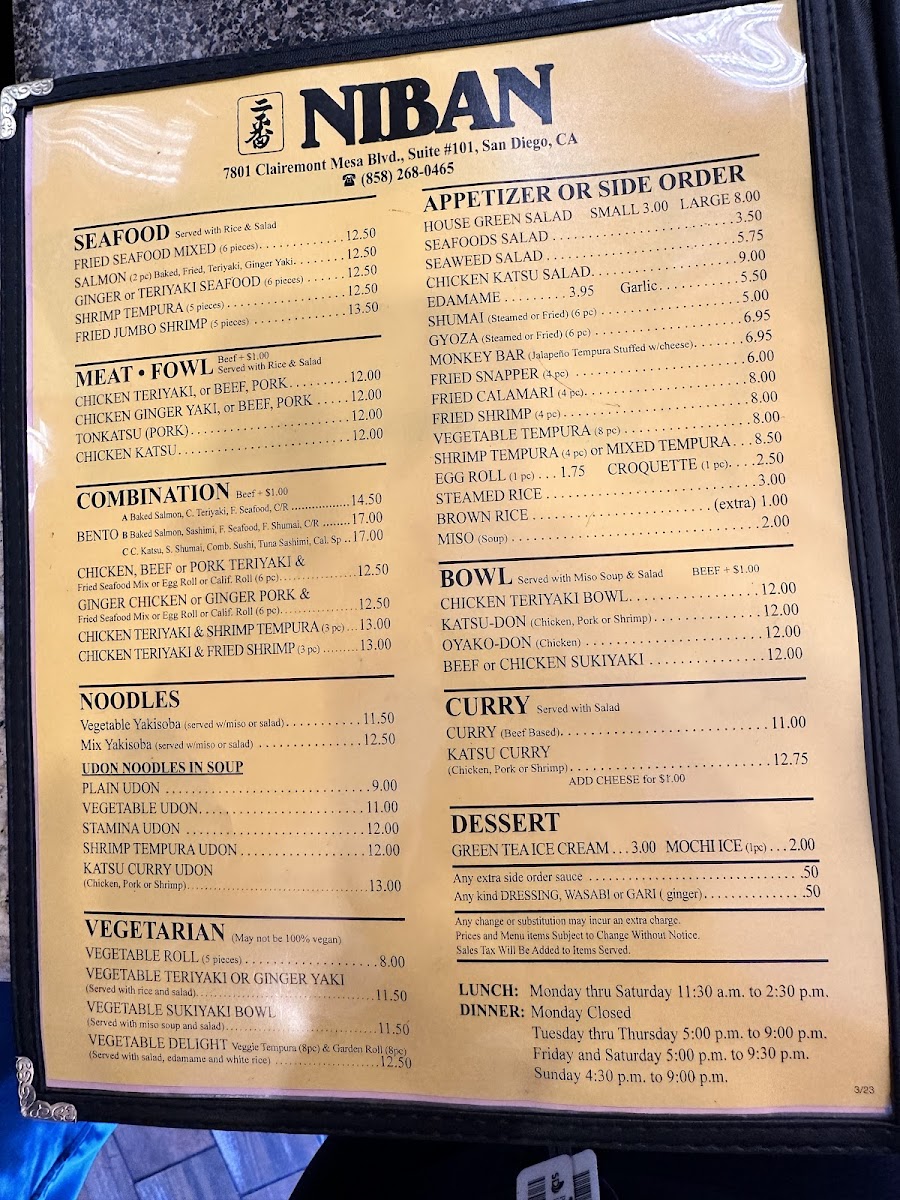 二番 NIBAN
7801 Clairemont Mesa Blvd., Suite #101, San Diego, CA
☎ (858) 268-0465
SEAFOOD Served with Rice & Salad
FRIED SEAFOOD MIXED (6 pieces)............12.50
SALMON (2 pc) Baked, Fried, Teriyaki, Ginger Yaki........12.50
GINGER or TERIYAKI SEAFOOD (6 pieces) ......12.50
SHRIMP TEMPURA (5 pieces)................12.50
FRIED JUMBO SHRIMP (5 pieces) ............13.50
MEAT • FOWL Beef + $1.00
Served with Rice & Salad
CHICKEN TERIYAKI, or BEEF, PORK.........12.00
CHICKEN GINGER YAKI, or BEEF, PORK .....12.00
TONKATSU (PORK)........................12.00
CHICKEN KATSU.........................12.00
COMBINATION Beef + $1.00
A Baked Salmon, C. Teriyaki, F. Seafood, C/R ..................14.50
BENTO B Baked Salmon, Sashimi, F. Seafood, F. Shumai, C/R ........17.00
C C. Katsu, S. Shumai, Comb. Sushi, Tuna Sashimi, Cal. Sp ..17.00
CHICKEN, BEEF or PORK TERIYAKI &
Fried Seafood Mix or Egg Roll or Calif. Roll (6 pc)...............12.50
GINGER CHICKEN or GINGER PORK &
Fried Seafood Mix or Egg Roll or Calif. Roll (6 pc)...............12.50
CHICKEN TERIYAKI & SHRIMP TEMPURA (3 pc)...13.00
CHICKEN TERIYAKI & FRIED SHRIMP (3 pc) ........13.00
NOODLES
Vegetable Yakisoba (served w/miso or salad)............11.50
Mix Yakisoba (served w/miso or salad) ................12.50
UDON NOODLES IN SOUP
PLAIN UDON ............................9.00
VEGETABLE UDON.......................11.00
STAMINA UDON .........................12.00
SHRIMP TEMPURA UDON .................12.00
KATSU CURRY UDON
(Chicken, Pork or Shrimp)............................13.00
VEGETARIAN (May not be 100% vegan)
VEGETABLE ROLL (5 pieces) ...................8.00
VEGETABLE TERIYAKI OR GINGER YAKI
(Served with rice and salad)...........................11.50
VEGETABLE SUKIYAKI BOWL
(Served with miso soup and salad).......................11.50
VEGETABLE DELIGHT Veggie Tempura (8pc) & Garden Roll (8pc)
(Served with salad, edamame and white rice) .................12.50
APPETIZER OR SIDE ORDER
HOUSE GREEN SALAD SMALL 3.00 LARGE 8.00
SEAFOODS SALAD .........................3.50
SEAWEED SALAD..........................5.75
CHICKEN KATSU SALAD....................9.00
EDAMAME .........3.95 Garlic............5.50
SHUMAI (Steamed or Fried) (6 pc) ..................5.00
GYOZA (Steamed or Fried) (6 pc) ...................6.95
MONKEY BAR (Jalapeño Tempura Stuffed w/cheese).......6.95
FRIED SNAPPER (4 pc) ......................6.00
FRIED CALAMARI (4 pc).....................8.00
FRIED SHRIMP (4 pc)........................8.00
VEGETABLE TEMPURA (8 pc) .................8.00
SHRIMP TEMPURA (4 pc) or MIXED TEMPURA...8.50
EGG ROLL (1 pc)...1.75 CROQUETTE (1 pc)....2.50
STEAMED RICE ...........................3.00
BROWN RICE .......................(extra) 1.00
MISO (Soup) ..............................2.00
BOWL Served with Miso Soup & Salad BEEF + $1.00
CHICKEN TERIYAKI BOWL.................12.00
KATSU-DON (Chicken, Pork or Shrimp)...............12.00
OYAKO-DON (Chicken) .......................12.00
BEEF or CHICKEN SUKIYAKI ...............12.00
CURRY Served with Salad
CURRY (Beef Based)..........................11.00
KATSU CURRY
(Chicken, Pork or Shrimp)............................12.75
ADD CHEESE for $1.00
DESSERT
GREEN TEA ICE CREAM ...3.00 MOCHI ICE (1pc)...2.00
Any extra side order sauce .............................50
Any kind DRESSING, WASABI or GARI ( ginger)...............50
Any change or substitution may incur an extra charge.
Prices and Menu items Subject to Change Without Notice.
Sales Tax Will Be Added to Items Served.
LUNCH: Monday thru Saturday 11:30 a.m. to 2:30 p.m.
DINNER: Monday Closed
Tuesday thru Thursday 5:00 p.m. to 9:00 p.m.
Friday and Saturday 5:00 p.m. to 9:30 p.m.
Sunday 4:30 p.m. to 9:00 p.m.
3/23